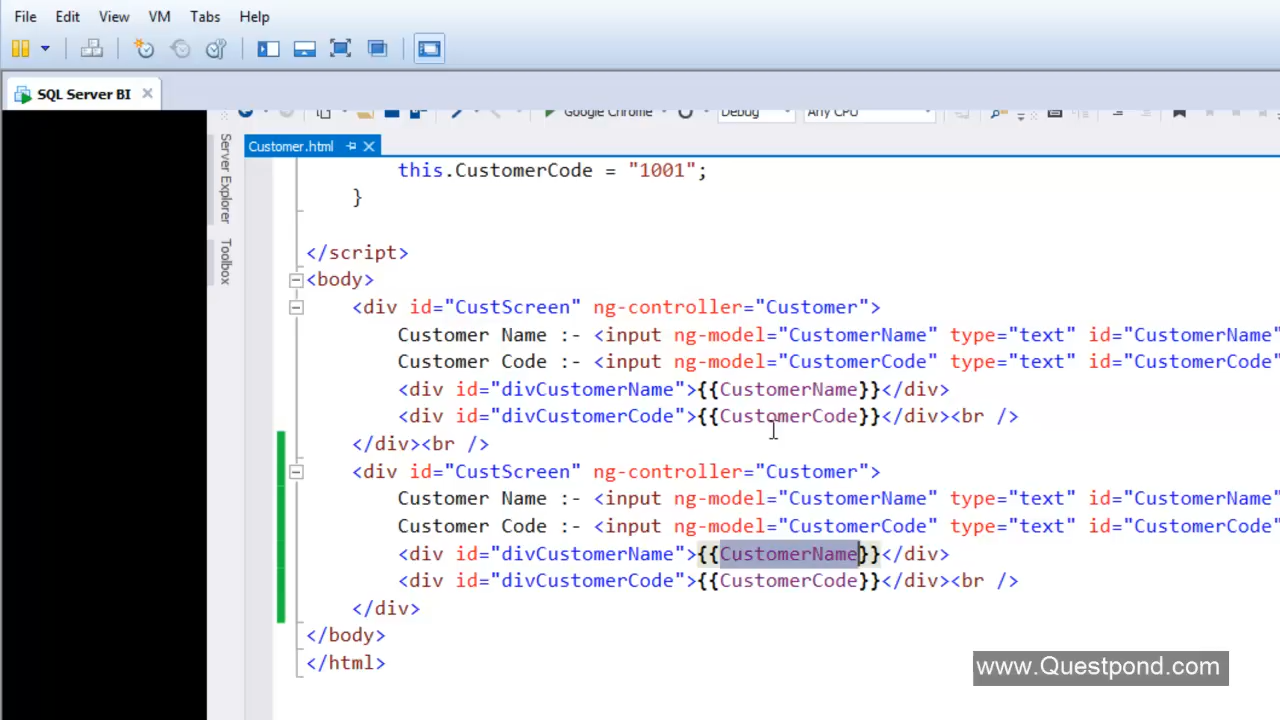 File Edit View VM Tabs Help
SQL Server BI
Google Chrome Debug Any CPU
Server Explorer
Toolbox
Customer.html
this.CustomerCode = "1001";
}
</script>
<body>
<div id="CustScreen" ng-controller="Customer">
Customer Name :- <input ng-model="CustomerName" type="text" id="CustomerName"
Customer Code :- <input ng-model="CustomerCode" type="text" id="CustomerCode"
<div id="divCustomerName">{{CustomerName}}</div>
<div id="divCustomerCode">{{CustomerCode}}</div><br />
</div><br />
<div id="CustScreen" ng-controller="Customer">
Customer Name :- <input ng-model="CustomerName" type="text" id="CustomerName"
Customer Code :- <input ng-model="CustomerCode" type="text" id="CustomerCode"
<div id="divCustomerName">{{CustomerName}}</div>
<div id="divCustomerCode">{{CustomerCode}}</div><br />
</div>
</body>
</html>
www.Questpond.com